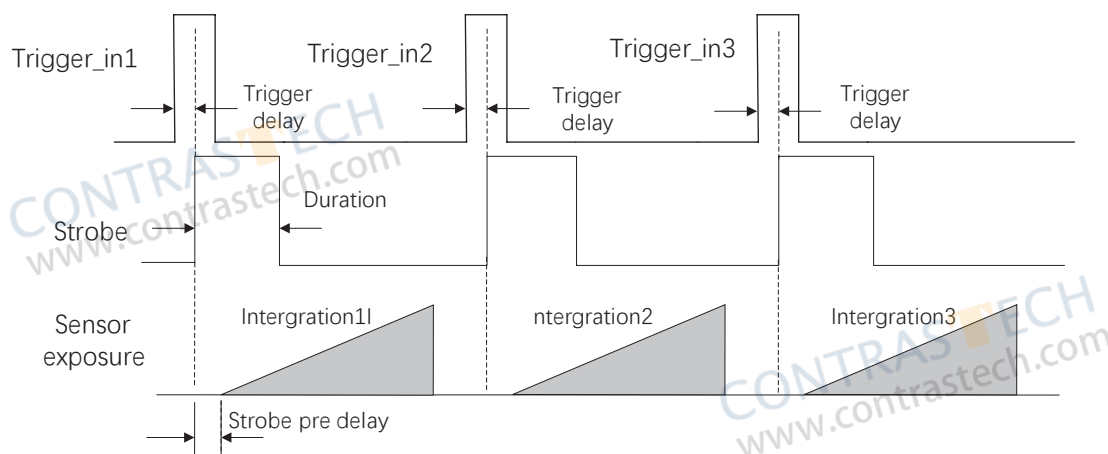 Trigger_in1
Trigger_in2
Trigger_in3
Trigger
delay
Trigger
delay
Trigger
delay
CONTRASTECH
www.contrastech.com
Strobe
Duration
Sensor
exposure
Intergration1I
ntergration2
Intergration3
CONTRASTECH
www.contrastech.com
Strobe pre delay